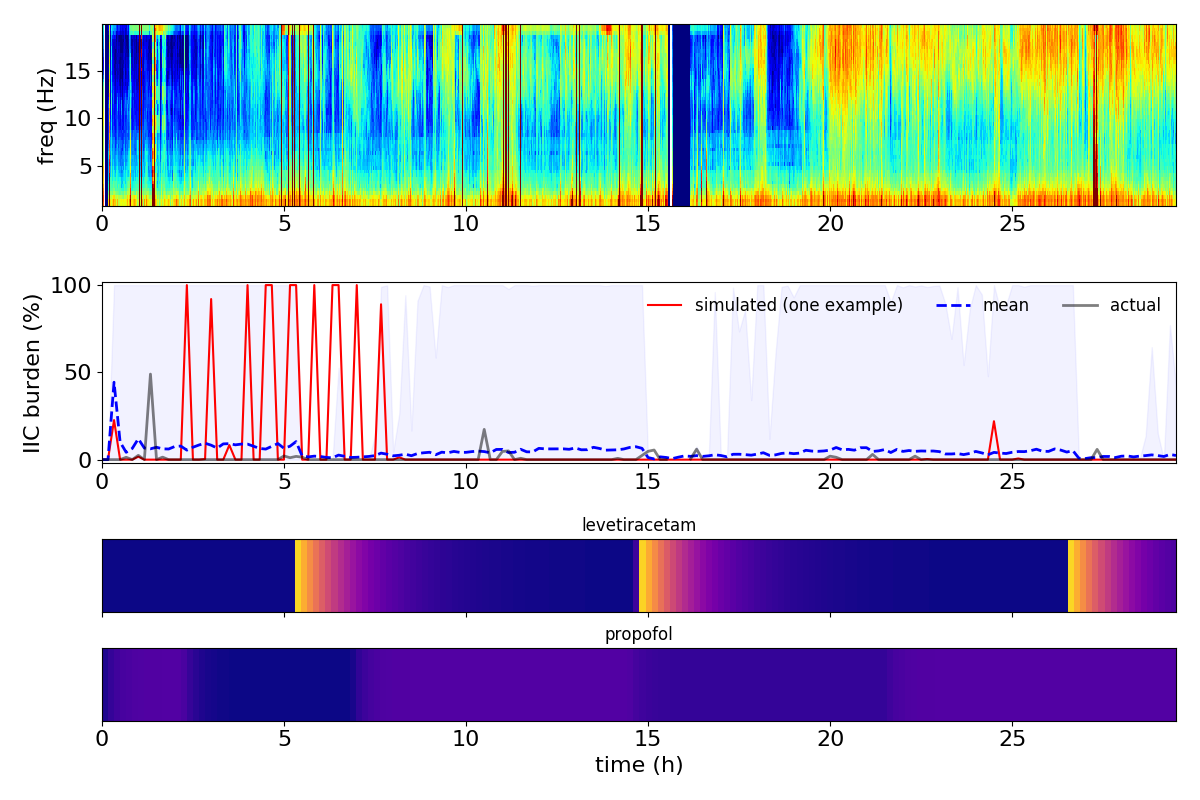 freq (Hz)
15
10
5
0 5 10 15 20 25
IIC burden (%)
100
50
0
simulated (one example) mean actual
0 5 10 15 20 25
levetiracetam
propofol
0 5 10 15 20 25
time (h)